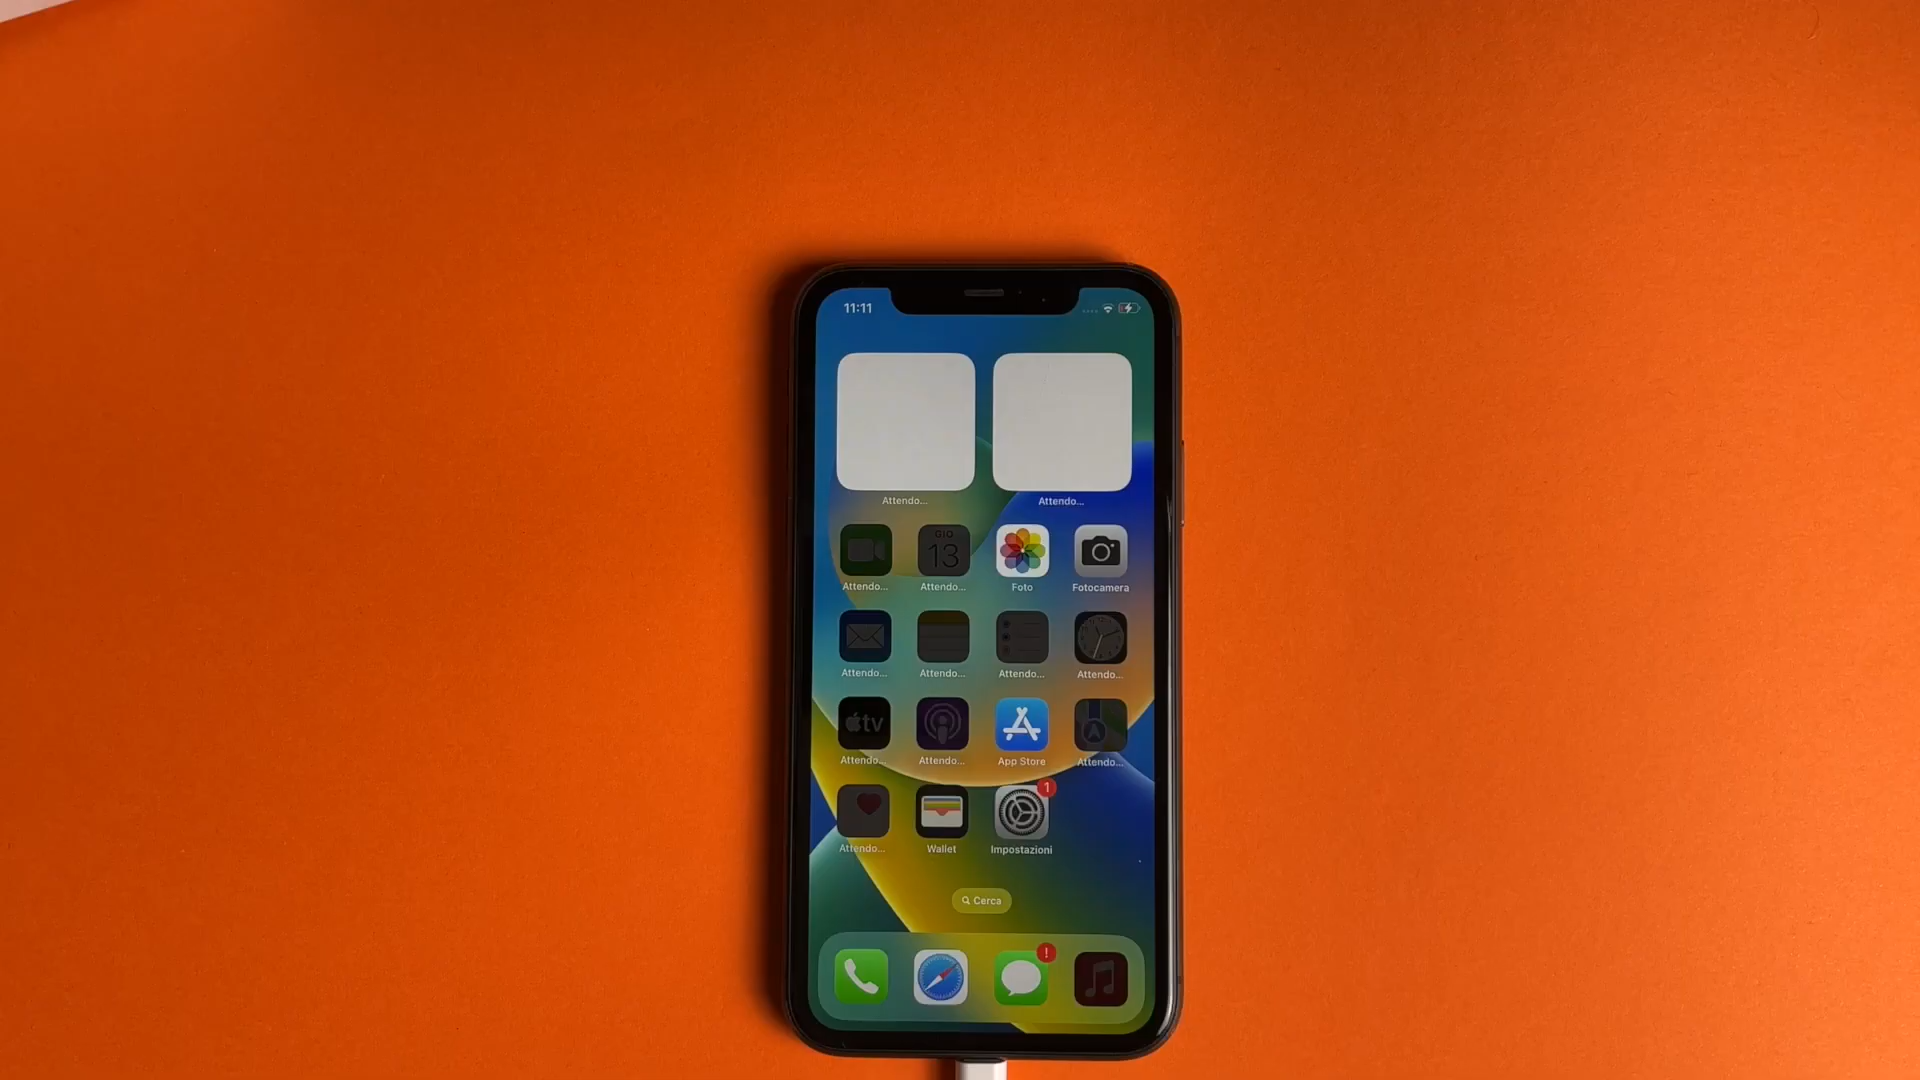 11:11
Attendo... Attendo...
GIO
13
Attendo... Attendo... Foto Fotocamera
Attendo... Attendo... Attendo... Attendo...
tv
Attendo... Attendo... App Store Attendo...
1
Attendo... Wallet Impostazioni
Cerca
!